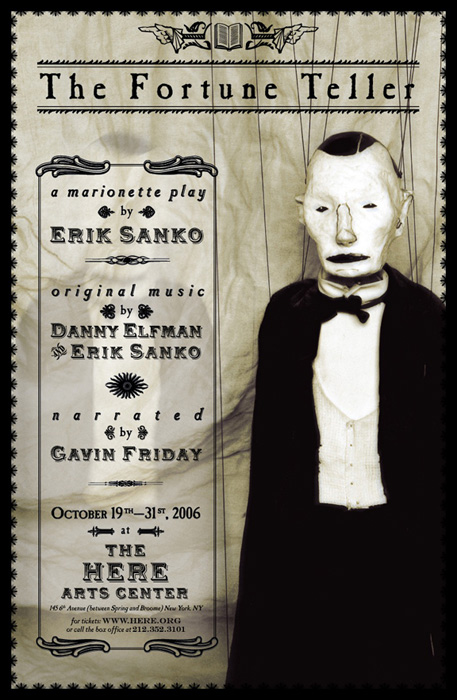 The Fortune Teller
a marionette play
by
ERIK SANKO
original music
by
DANNY ELFMAN
AND ERIK SANKO
narrated
by
GAVIN FRIDAY
OCTOBER 19TH—31ST, 2006
at
THE
HERE
ARTS CENTER
145 6th Avenue (between Spring and Broome) New York, NY
for tickets: WWW.HERE.ORG
or call the box office at 212.352.3101